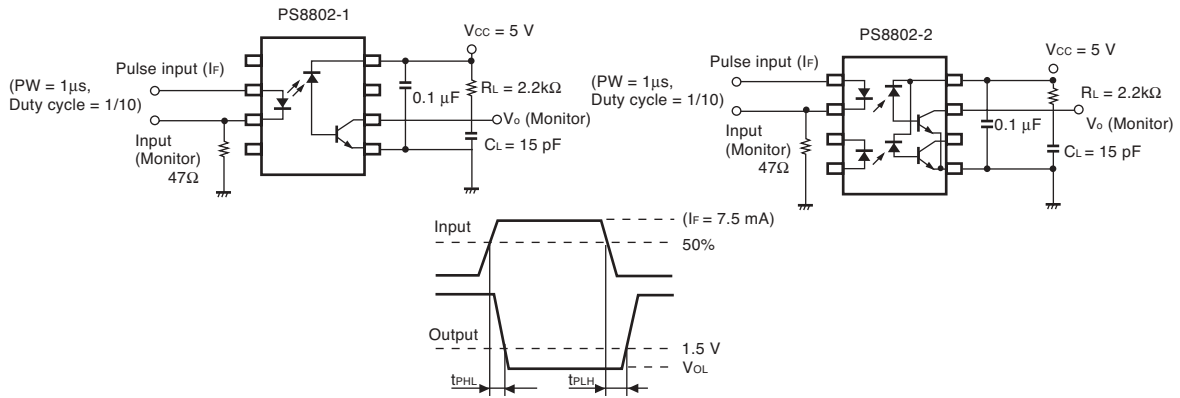 PS8802-1
VCC = 5 V
Pulse input (IF)
(PW = 1μs,
Duty cycle = 1/10)
RL = 2.2kΩ
0.1 μF
Vo (Monitor)
Input
(Monitor)
47Ω
CL = 15 pF
PS8802-2
VCC = 5 V
Pulse input (IF)
(PW = 1μs,
Duty cycle = 1/10)
RL = 2.2kΩ
0.1 μF
Vo (Monitor)
Input
(Monitor)
47Ω
CL = 15 pF
(IF = 7.5 mA)
Input
50%
Output
1.5 V
VOL
tPHL
tPLH